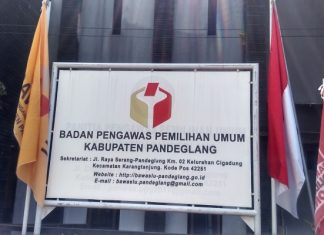 BADAN PENGAWAS PEMILIHAN UMUM
KABUPATEN PANDEGLANG
Sekretariat : Jl. Raya Serang-Pandeglang Km. 02 Kelurahan Cigadung
Kecamatan Karangtanjung. Kode Pos 42251
Website : http://bawaslu-pandeglang.go.id
E-mail : bawaslu.pandeglang@gmail.com